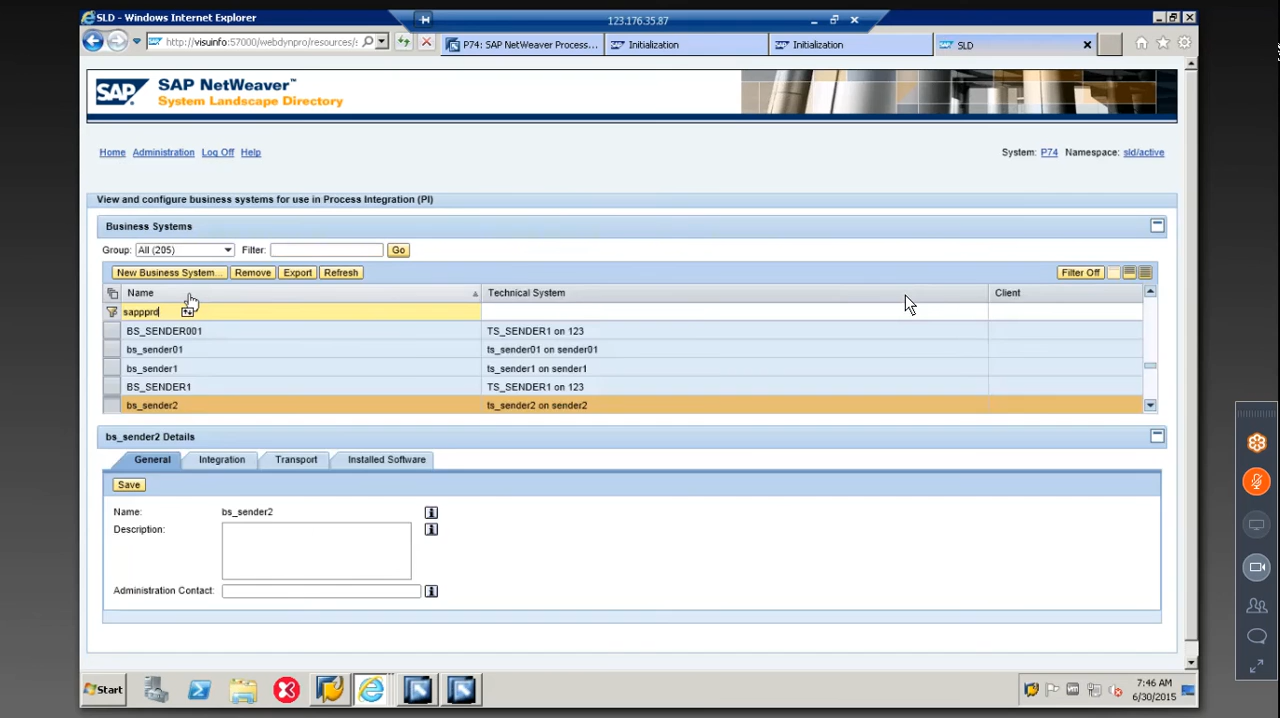 SLD - Windows Internet Explorer
123.176.35.87
http://visuinfo:57000/webdynpro/resources/s
P74: SAP NetWeaver Process...
Initialization
Initialization
SLD
SAP
SAP NetWeaver™
System Landscape Directory
Home Administration Log Off Help
System: P74 Namespace: sld/active
View and configure business systems for use in Process Integration (PI)
Business Systems
Group: All (205) Filter: Go
New Business System... Remove Export Refresh Filter Off
Name Technical System Client
sappprd
BS_SENDER001 TS_SENDER1 on 123
bs_sender01 ts_sender01 on sender01
bs_sender1 ts_sender1 on sender1
BS_SENDER1 TS_SENDER1 on 123
bs_sender2 ts_sender2 on sender2
bs_sender2 Details
General Integration Transport Installed Software
Save
Name: bs_sender2
Description:
Administration Contact:
Start
7:46 AM
6/30/2015